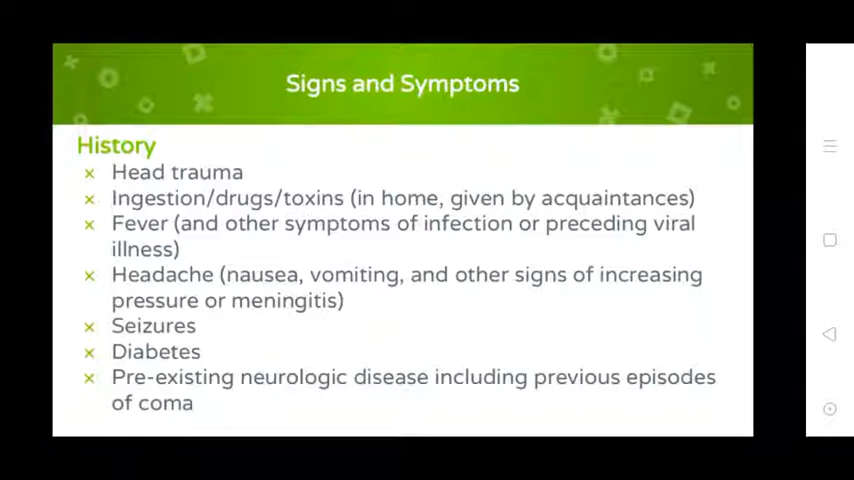 Signs and Symptoms
History
Head trauma
Ingestion/drugs/toxins (in home, given by acquaintances)
Fever (and other symptoms of infection or preceding viral
illness)
Headache (nausea, vomiting, and other signs of increasing
pressure or meningitis)
Seizures
Diabetes
Pre-existing neurologic disease including previous episodes
of coma